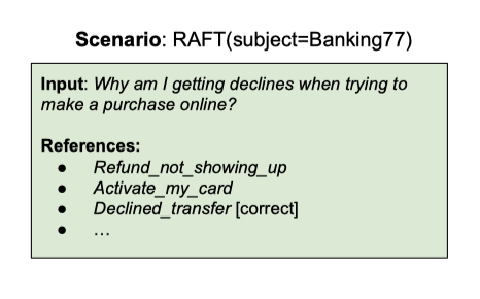 Scenario: RAFT(subject=Banking77)
Input: Why am I getting declines when trying to
make a purchase online?
References:
● Refund_not_showing_up
● Activate_my_card
● Declined_transfer [correct]
● ...